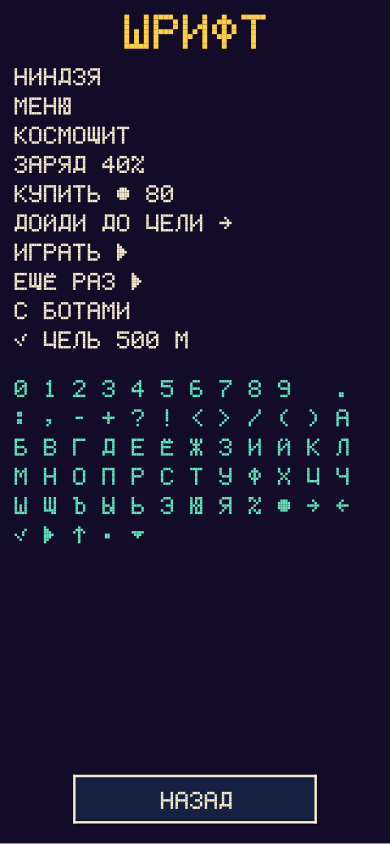 ШРИФТ
НИНДЗЯ
МЕНЮ
КОСМОЩИТ
ЗАРЯД 40%
КУПИТЬ ● 80
ДОЙДИ ДО ЦЕЛИ →
ИГРАТЬ ▶
ЕЩЁ РАЗ ▶
С БОТАМИ
✓ ЦЕЛЬ 500 М
0 1 2 3 4 5 6 7 8 9 .
: , - + ? ! < > / ( ) А
Б В Г Д Е Ё Ж З И Й К Л
М Н О П Р С Т У Ф Х Ц Ч
Ш Щ Ъ Ы Ь Э Ю Я % ● → ←
✓ ▶ ↑ · ▼
НАЗАД